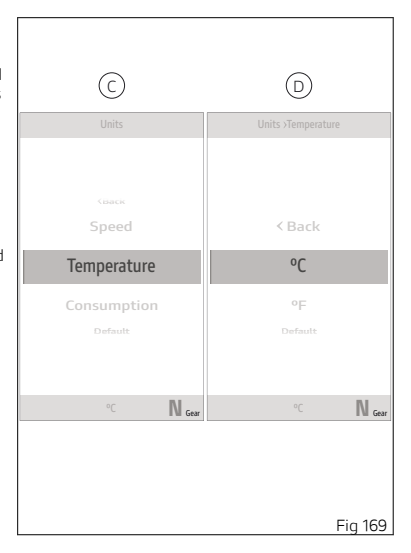 C
D
Units
Units ›Temperature
Speed
Temperature
Consumption
Default
ºC
N Gear
‹ Back
ºC
ºF
Default
ºC
N Gear
Fig 169